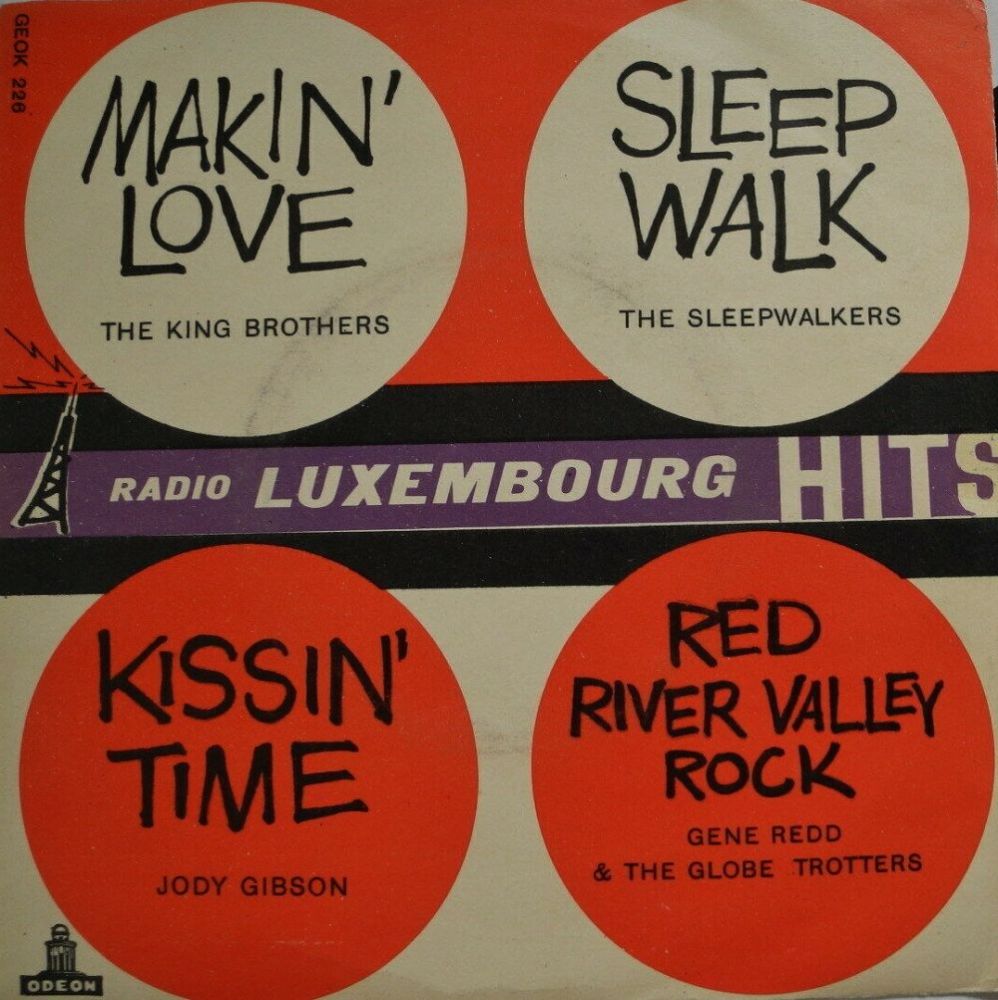 GEOK 226
MAKIN'
LOVE
THE KING BROTHERS
SLEEP
WALK
THE SLEEPWALKERS
RADIO LUXEMBOURG HITS
KISSIN'
TIME
JODY GIBSON
RED
RIVER VALLEY
ROCK
GENE REDD
& THE GLOBE TROTTERS
ODEON